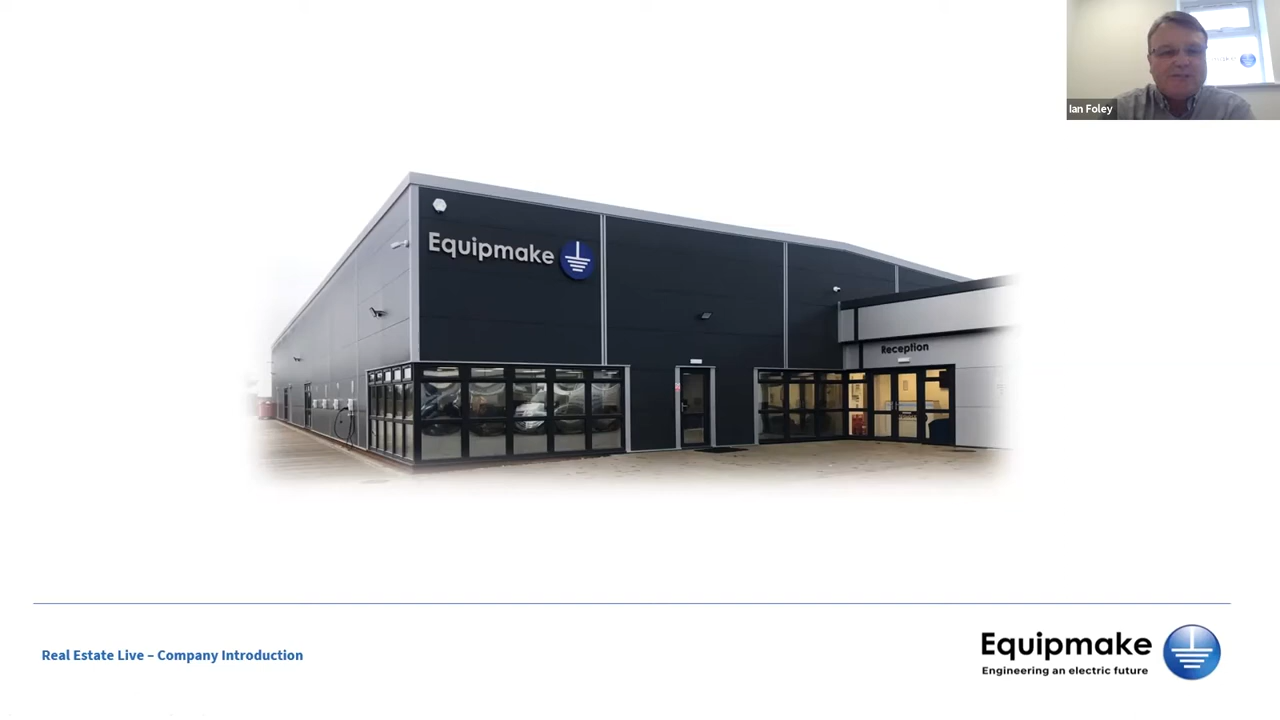 Ian Foley
Equipmake
Reception
Real Estate Live – Company Introduction
Equipmake
Engineering an electric future